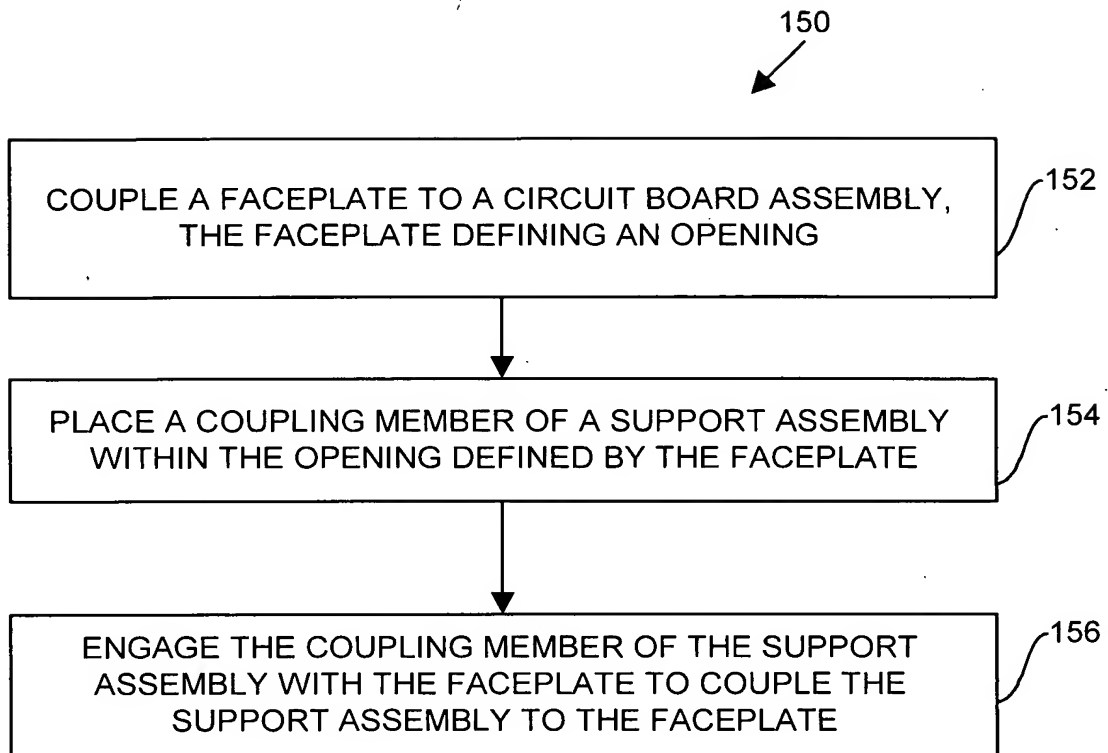 150
COUPLE A FACEPLATE TO A CIRCUIT BOARD ASSEMBLY,
THE FACEPLATE DEFINING AN OPENING
152
PLACE A COUPLING MEMBER OF A SUPPORT ASSEMBLY
WITHIN THE OPENING DEFINED BY THE FACEPLATE
154
ENGAGE THE COUPLING MEMBER OF THE SUPPORT
ASSEMBLY WITH THE FACEPLATE TO COUPLE THE
SUPPORT ASSEMBLY TO THE FACEPLATE
156